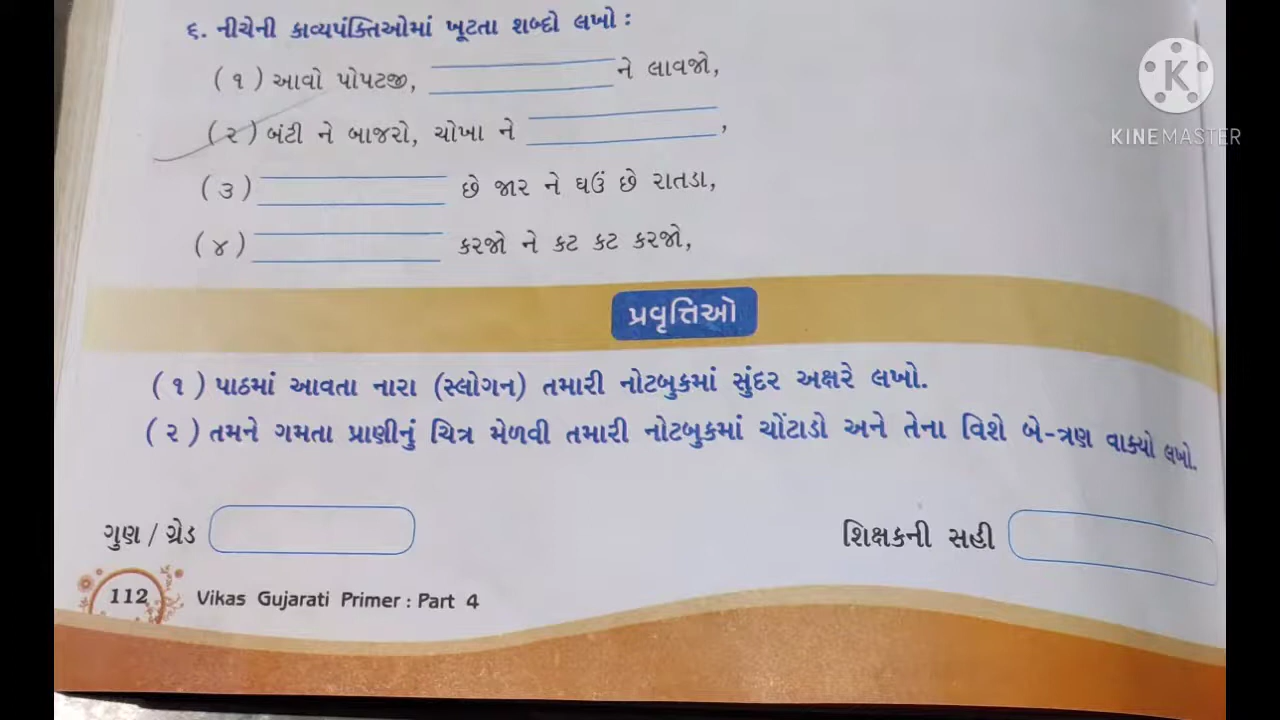 ૬. નીચેની કાવ્યપંક્તિઓમાં ખૂટતા શબ્દો લખો :
(૧) આવો પોપટજી, ને લાવજો,
KINEMASTER
(૨) બંટી ને બાજરો, ચોખા ને ,
(૩) છે જાર ને ઘઉં છે રાતડા,
(૪) કરજો ને કટ કટ કરજો,
પ્રવૃત્તિઓ
(૧) પાઠમાં આવતા નારા (સ્લોગન) તમારી નોટબુકમાં સુંદર અક્ષરે લખો.
(૨) તમને ગમતા પ્રાણીનું ચિત્ર મેળવી તમારી નોટબુકમાં ચોંટાડો અને તેના વિશે બે-ત્રણ વાક્યો લખો.
ગુણ / ગ્રેડ શિક્ષકની સહી
112 Vikas Gujarati Primer : Part 4